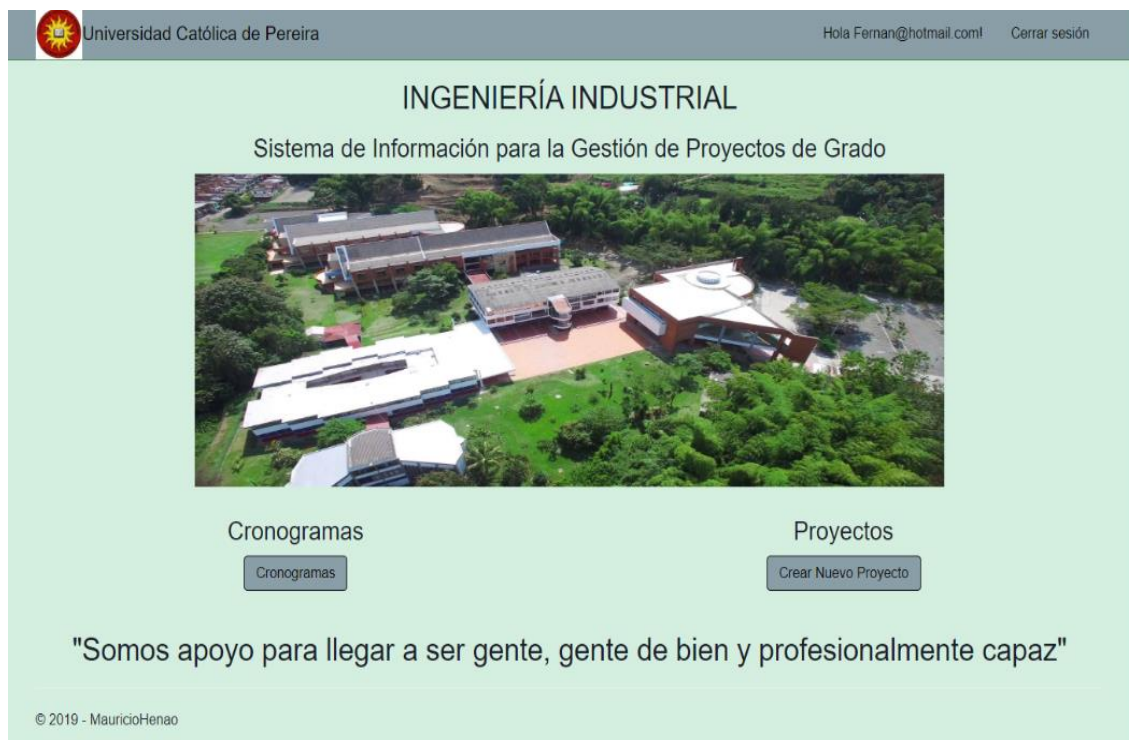 Universidad Católica de Pereira
Hola Fernan@hotmail.com!
Cerrar sesión
INGENIERÍA INDUSTRIAL
Sistema de Información para la Gestión de Proyectos de Grado
Cronogramas
Proyectos
Cronogramas
Crear Nuevo Proyecto
"Somos apoyo para llegar a ser gente, gente de bien y profesionalmente capaz"
© 2019 - MauricioHenao